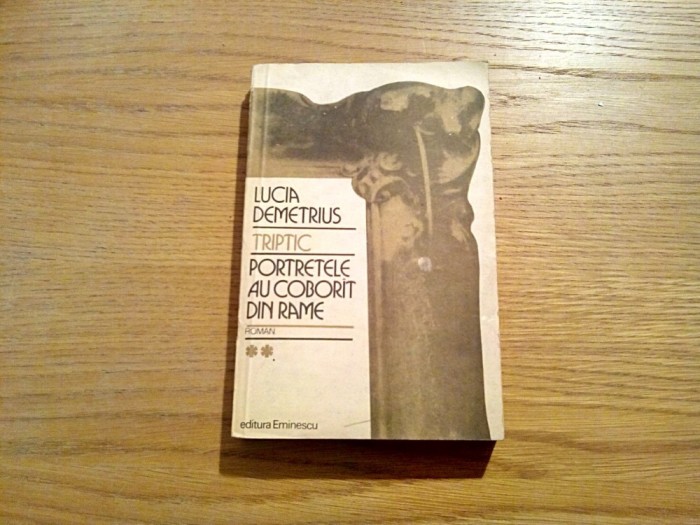 LUCIA
DEMETRIUS
TRIPTIC
PORTRETELE
AU COBORÎT
DIN RAME
ROMAN
**
editura Eminescu